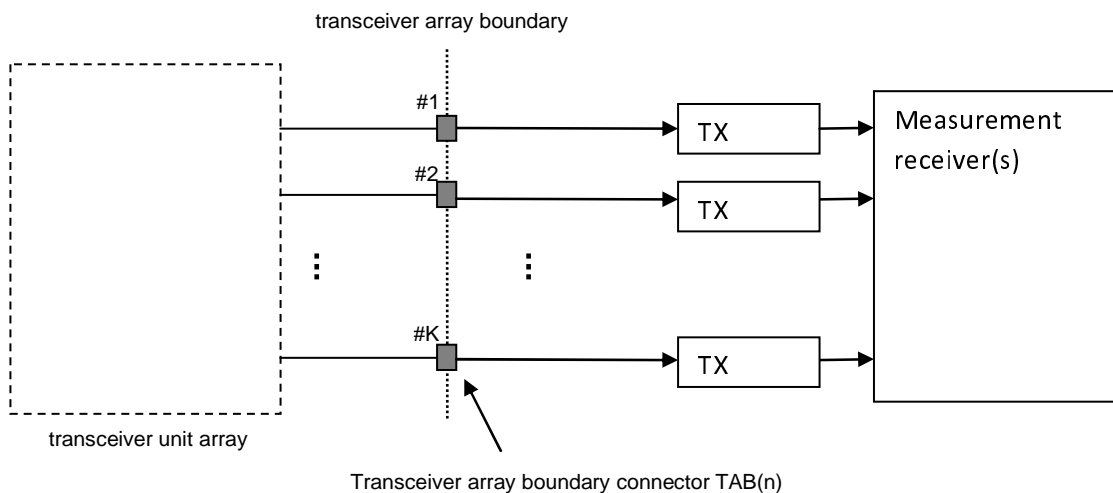 transceiver array boundary
#1
TX
Measurement
receiver(s)
#2
TX
#K
TX
transceiver unit array
Transceiver array boundary connector TAB(n)